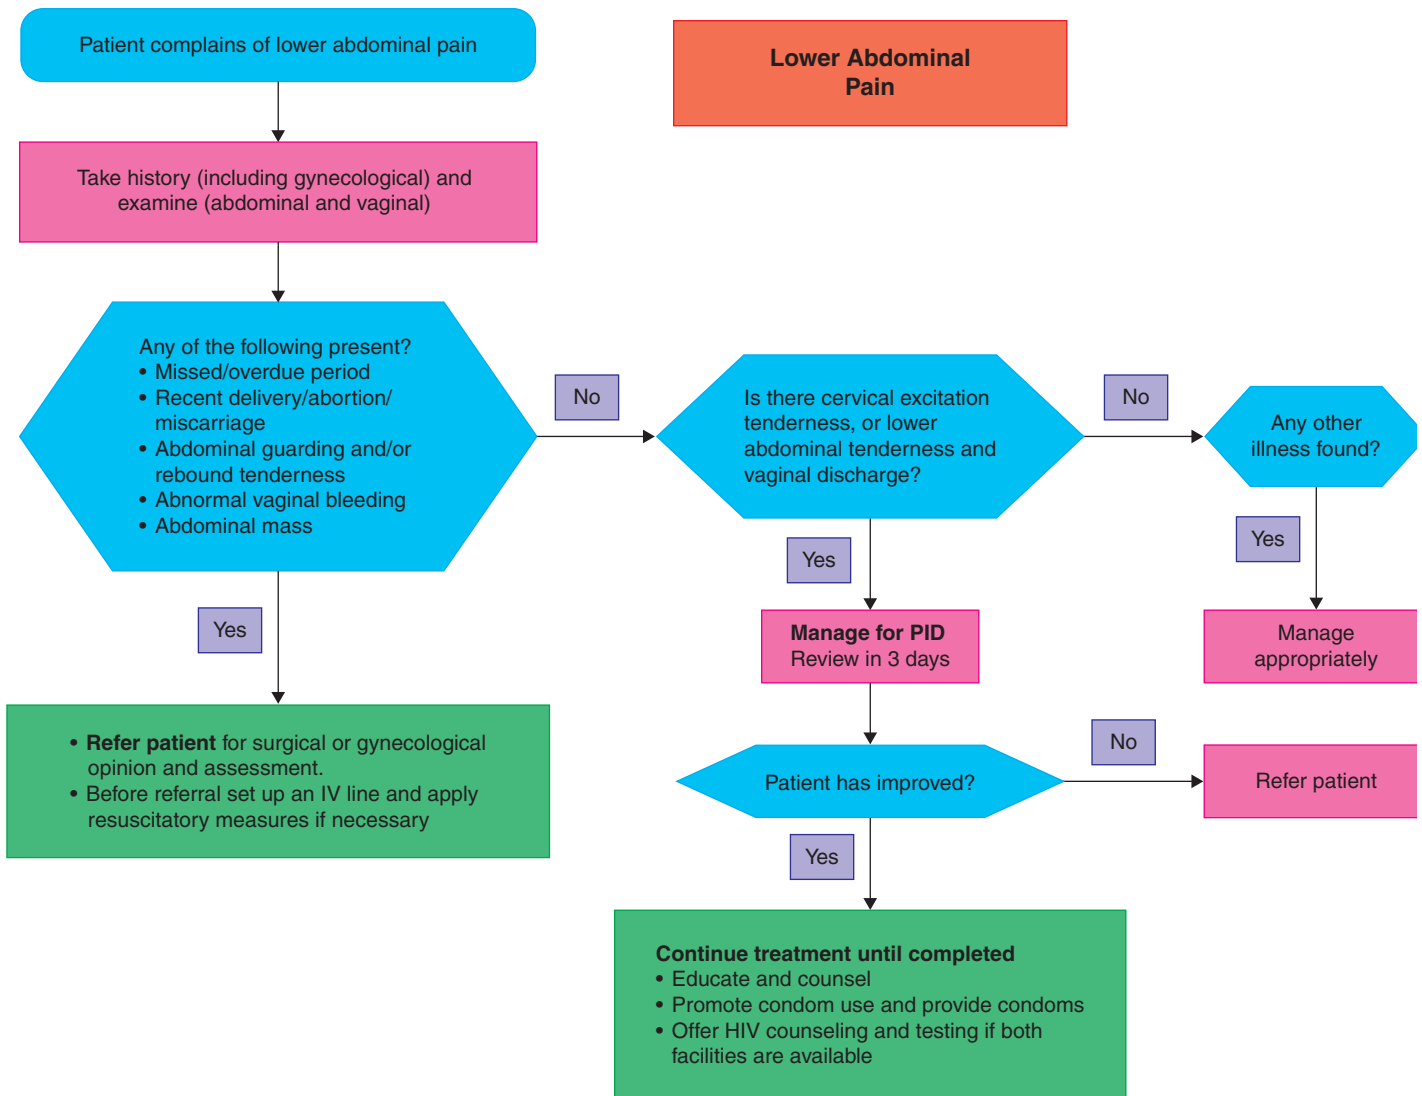 Patient complains of lower abdominal pain
Lower Abdominal
Pain
Take history (including gynecological) and
examine (abdominal and vaginal)
Any of the following present?
• Missed/overdue period
• Recent delivery/abortion/
miscarriage
• Abdominal guarding and/or
rebound tenderness
• Abnormal vaginal bleeding
• Abdominal mass
No
Is there cervical excitation
tenderness, or lower
abdominal tenderness and
vaginal discharge?
No
Any other
illness found?
Yes
Yes
Yes
Manage for PID
Review in 3 days
Manage
appropriately
• Refer patient for surgical or gynecological
opinion and assessment.
• Before referral set up an IV line and apply
resuscitatory measures if necessary
Patient has improved?
No
Refer patient
Yes
Continue treatment until completed
• Educate and counsel
• Promote condom use and provide condoms
• Offer HIV counseling and testing if both
facilities are available